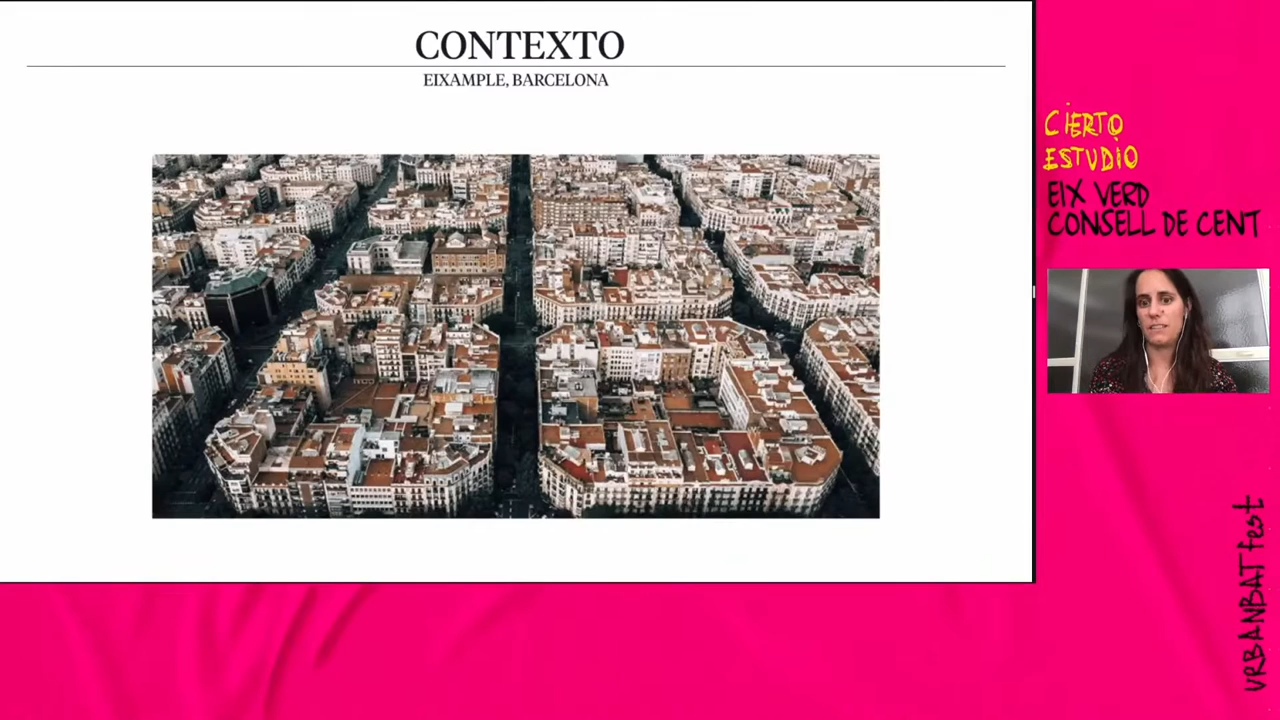 CONTEXTO
EIXAMPLE, BARCELONA
CIERTO
ESTUDIO
EIX VERD
CONSELL DE CENT
URBANBAT fest